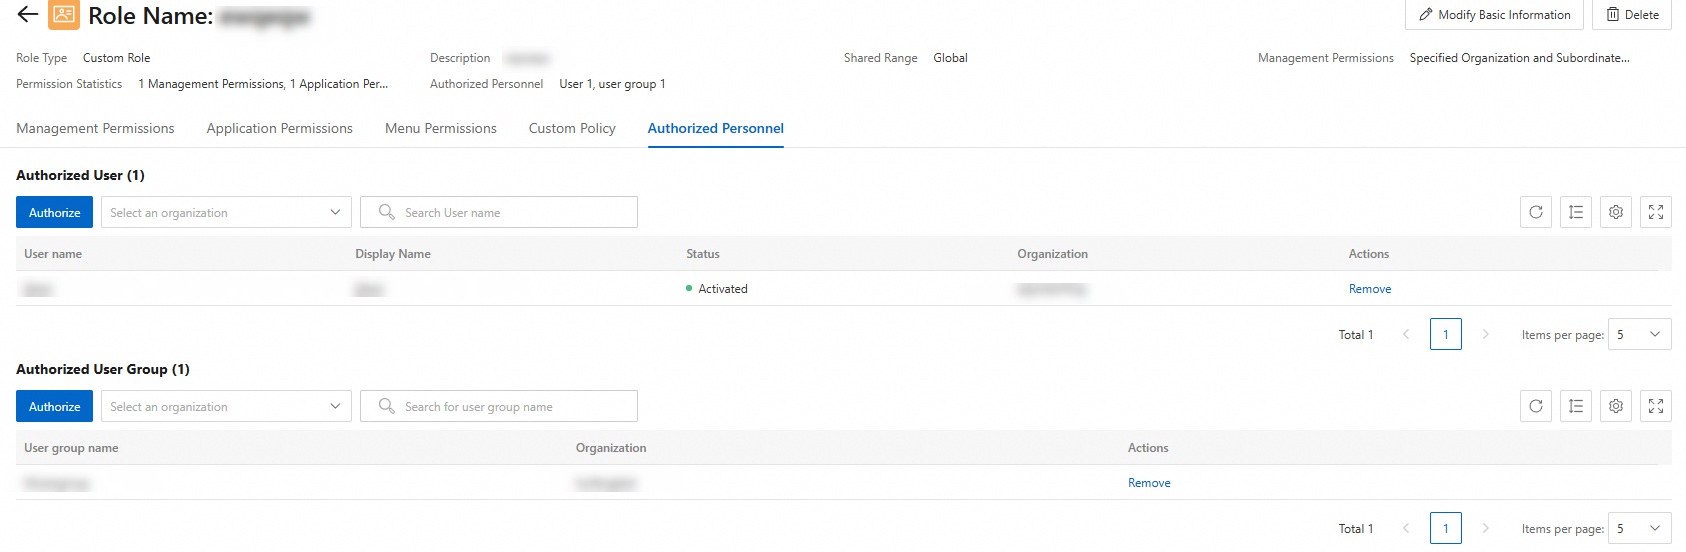 Role Name:
Modify Basic Information
Delete
Role Type Custom Role
Description
Shared Range Global
Management Permissions Specified Organization and Subordinate...
Permission Statistics 1 Management Permissions, 1 Application Per...
Authorized Personnel User 1, user group 1
Management Permissions Application Permissions Menu Permissions Custom Policy Authorized Personnel
Authorized User (1)
Authorize Select an organization Search User name
User name Display Name Status Organization Actions
Activated Remove
Total 1 1 Items per page: 5
Authorized User Group (1)
Authorize Select an organization Search for user group name
User group name Organization Actions
Remove
Total 1 1 Items per page: 5